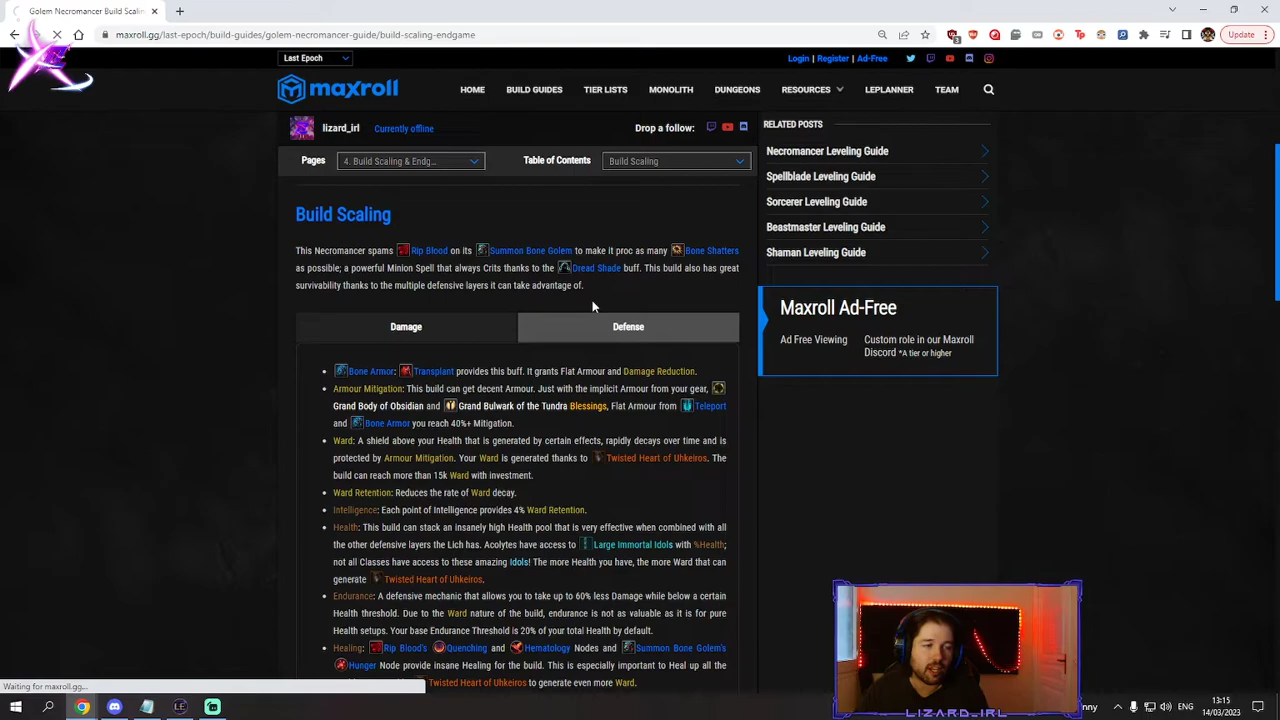 Golem Necromancer Build Scaling
maxroll.gg/last-epoch/build-guides/golem-necromancer-guide/build-scaling-endgame
Update
Last Epoch
Login | Register | Ad-Free
maxroll
HOME BUILD GUIDES TIER LISTS MONOLITH DUNGEONS RESOURCES LEPLANNER TEAM
lizard_irl Currently offline Drop a follow:
Pages 4. Build Scaling & Endg... Table of Contents Build Scaling
Build Scaling
This Necromancer spams Rip Blood on its Summon Bone Golem to make it proc as many Bone Shatters
as possible; a powerful Minion Spell that always Crits thanks to the Dread Shade buff. This build also has great
survivability thanks to the multiple defensive layers it can take advantage of.
Damage Defense
• Bone Armor: Transplant provides this buff. It grants Flat Armour and Damage Reduction.
• Armour Mitigation: This build can get decent Armour. Just with the implicit Armour from your gear,
Grand Body of Obsidian and Grand Bulwark of the Tundra Blessings, Flat Armour from Teleport
and Bone Armor you reach 40%+ Mitigation.
• Ward: A shield above your Health that is generated by certain effects, rapidly decays over time and is
protected by Armour Mitigation. Your Ward is generated thanks to Twisted Heart of Uhkeiros. The
build can reach more than 15k Ward with investment.
• Ward Retention: Reduces the rate of Ward decay.
• Intelligence: Each point of Intelligence provides 4% Ward Retention.
• Health: This build can stack an insanely high Health pool that is very effective when combined with all
the other defensive layers the Lich has. Acolytes have access to Large Immortal Idols with %Health;
not all Classes have access to these amazing Idols! The more Health you have, the more Ward that can
generate Twisted Heart of Uhkeiros.
• Endurance: A defensive mechanic that allows you to take up to 60% less Damage while below a certain
Health threshold. Due to the Ward nature of the build, endurance is not as valuable as it is for pure
Health setups. Your base Endurance Threshold is 20% of your total Health by default.
• Healing: Rip Blood's Quenching and Hematology Nodes and Summon Bone Golem's
Hunger Node provide insane Healing for the build. This is especially important to Heal up all the
Twisted Heart of Uhkeiros to generate even more Ward.
RELATED POSTS
Necromancer Leveling Guide
Spellblade Leveling Guide
Sorcerer Leveling Guide
Beastmaster Leveling Guide
Shaman Leveling Guide
Maxroll Ad-Free
Ad Free Viewing Custom role in our Maxroll
Discord *A tier or higher
LIZARD_IRL
Waiting for maxroll.gg...
nny ENG 13:15
14/03/2023